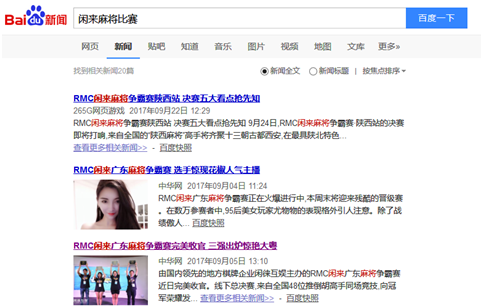 Bai du 新闻 闲来麻将比赛 百度一下
网页 新闻 贴吧 知道 音乐 图片 视频 地图 文库 更多»
找到相关新闻20篇 新闻全文 新闻标题 | 按焦点排序
RMC闲来麻将争霸赛陕西站 决赛五大看点抢先知
265G网页游戏 2017年09月22日 12:29
RMC闲来麻将争霸赛陕西站 决赛五大看点抢先知 9月24日,RMC闲来麻将争霸赛·陕西站的决赛
即将打响,来自全国的"陕西麻将"高手将齐聚十三朝古都西安,在最具陕北特色...
查看更多相关新闻>> - 百度快照
RMC闲来广东麻将争霸赛 选手惊现花椒人气主播
中华网 2017年09月04日 11:24
RMC闲来广东麻将争霸赛正在火爆进行中,本周末将迎来残酷的晋级赛
。在数万参赛者中,95后美女玩家尤物物的表现格外引人注意。除了战
绩傲人... 百度快照
RMC闲来广东麻将争霸赛完美收官 三强出炉惊艳大粤
中华网 2017年09月05日 13:10
由国内领先的地方棋牌企业闲徕互娱主办的RMC闲来广东麻将争霸赛
近日完美收官。线下总决赛,来自全国48位推倒胡高手同场竞技,向冠
军荣耀发... 查看更多相关新闻>> - 百度快照